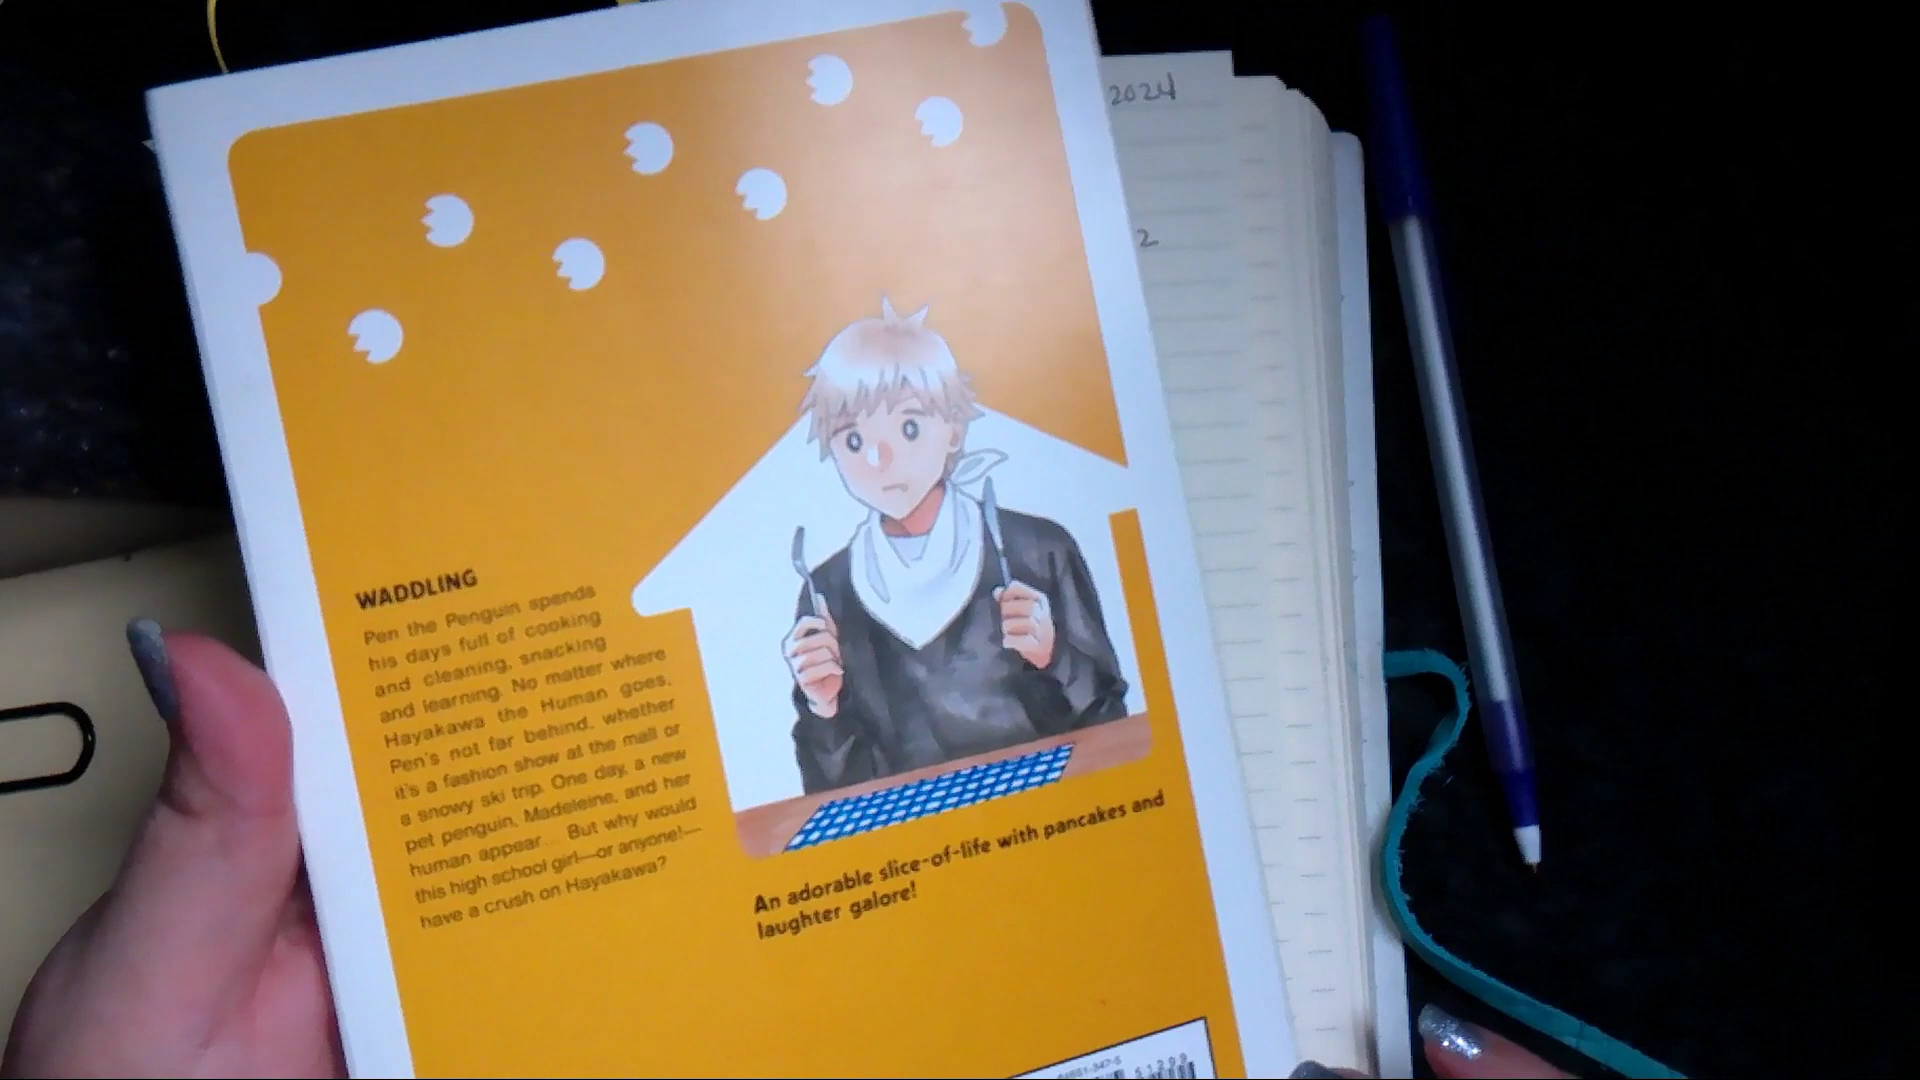 2024
2
WADDLING
Pen the Penguin spends
his days full of cooking
and cleaning, snacking
and learning. No matter where
Hayakawa the Human goes,
Pen's not far behind, whether
it's a fashion show at the mall or
a snowy ski trip. One day, a new
pet penguin, Madeleine, and her
human appear... But why would
this high school girl—or anyone!—
have a crush on Hayakawa?
An adorable slice-of-life with pancakes and
laughter galore!
51299